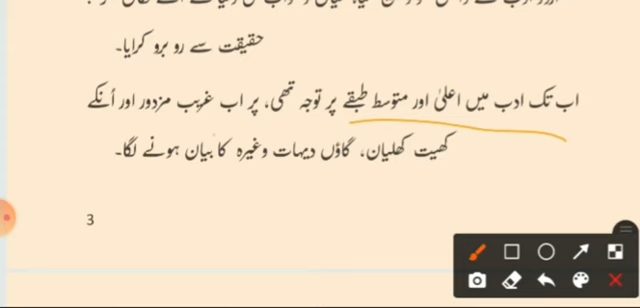 حقیقت سے رو برو کرایا۔
اب تک ادب میں اعلیٰ اور متوسط طبقے پر توجہ تھی، پر اب غریب مزدور اور اُنکے
کھیت کھلیان، گاؤں دیہات وغیرہ کا بیان ہونے لگا۔
3